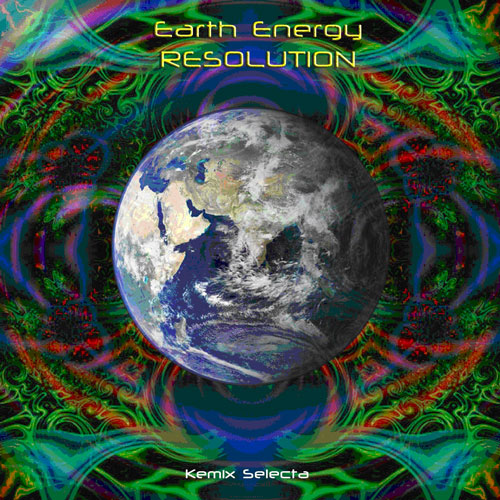 Earth Energy
RESOLUTION
Kemix Selecta